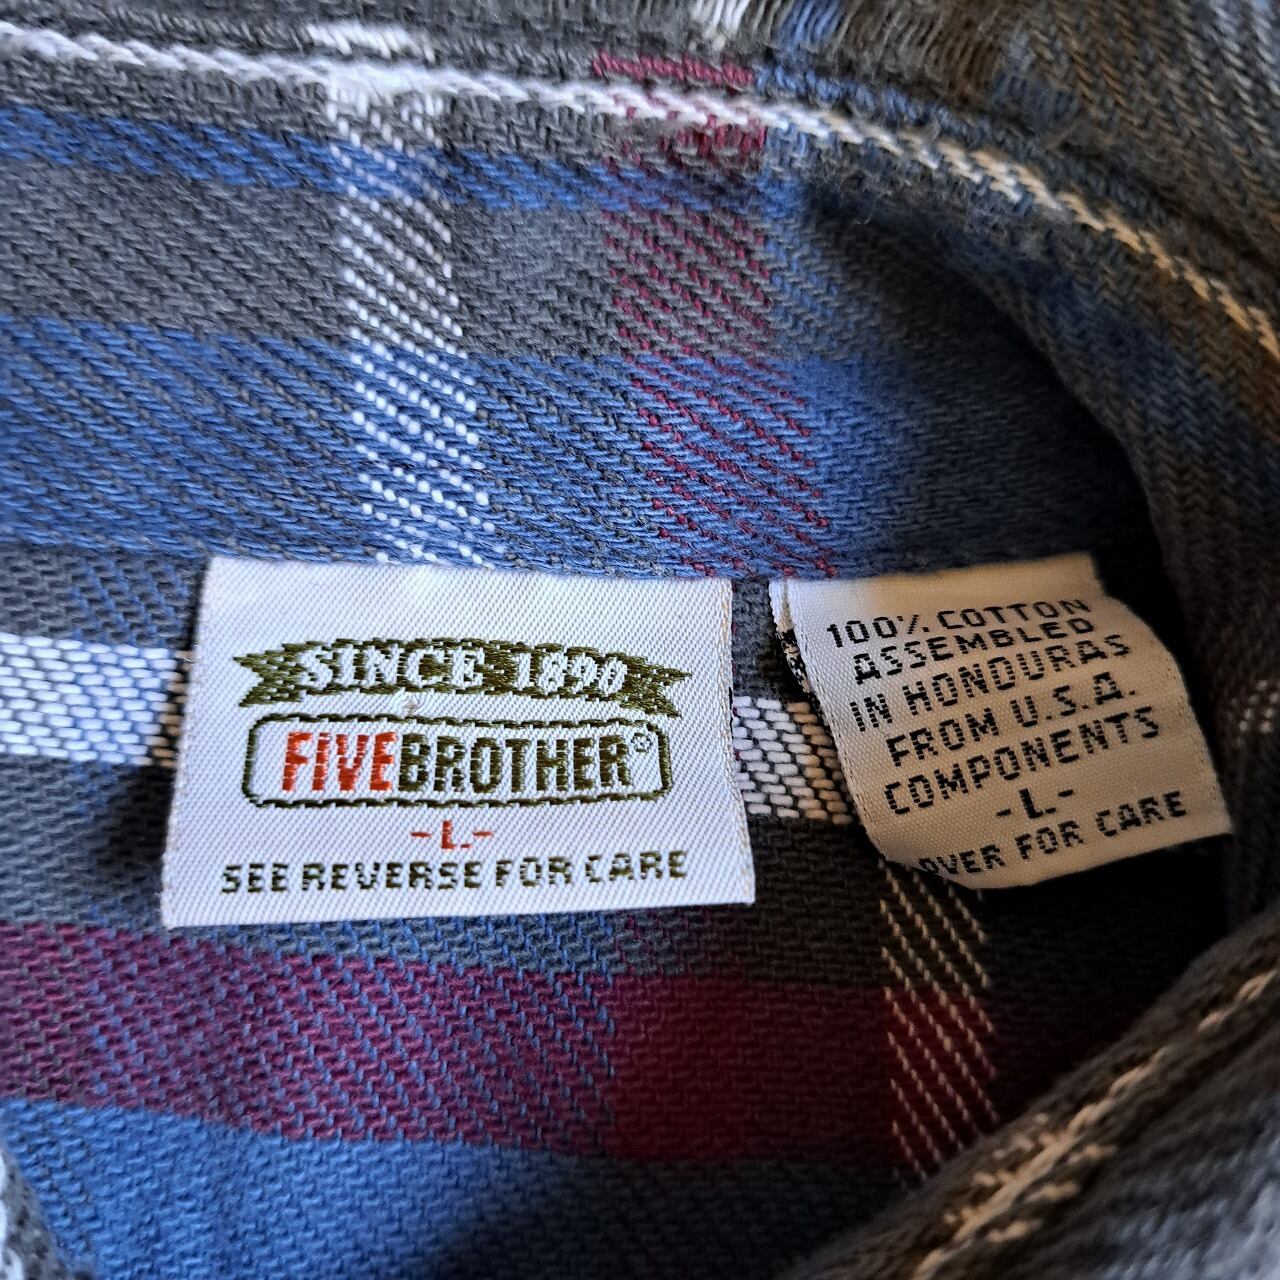 SINCE 1890
FIVEBROTHER®
-L-
SEE REVERSE FOR CARE
100% COTTON
ASSEMBLED
IN HONDURAS
FROM U.S.A.
COMPONENTS
-L-
OVER FOR CARE